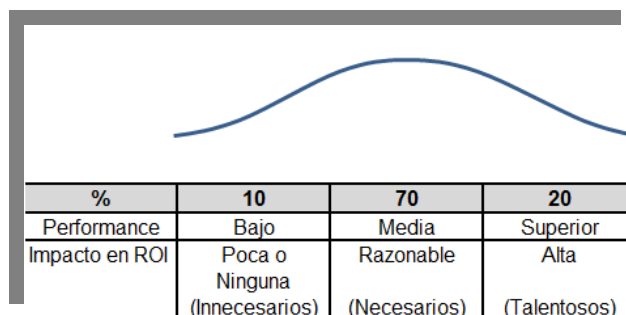 % 10 70 20
Performance Bajo Media Superior
Impacto en ROI Poca o Razonable Alta
Ninguna
(Innecesarios) (Necesarios) (Talentosos)